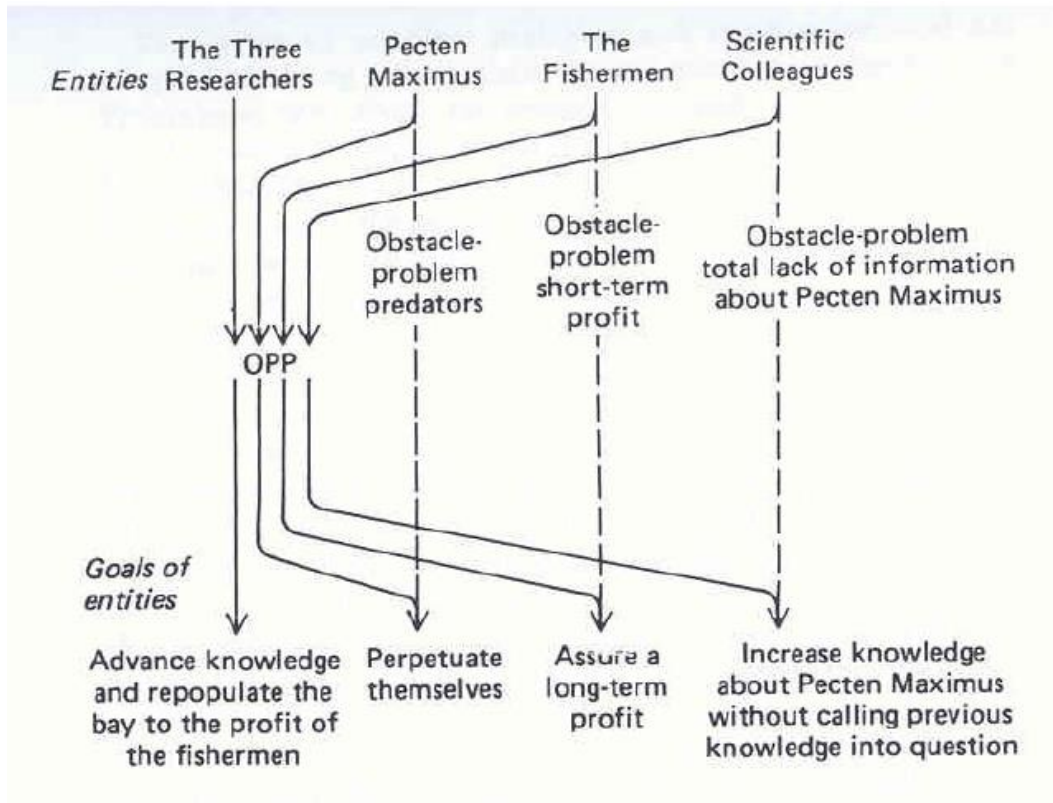 Entities
The Three
Researchers
Pecten
Maximus
The
Fishermen
Scientific
Colleagues
Obstacle-
problem
predators
Obstacle-
problem
short-term
profit
Obstacle-problem
total lack of information
about Pecten Maximus
OPP
Goals of
entities
Advance knowledge
and repopulate the
bay to the profit of
the fishermen
Perpetuate
themselves
Assure a
long-term
profit
Increase knowledge
about Pecten Maximus
without calling previous
knowledge into question